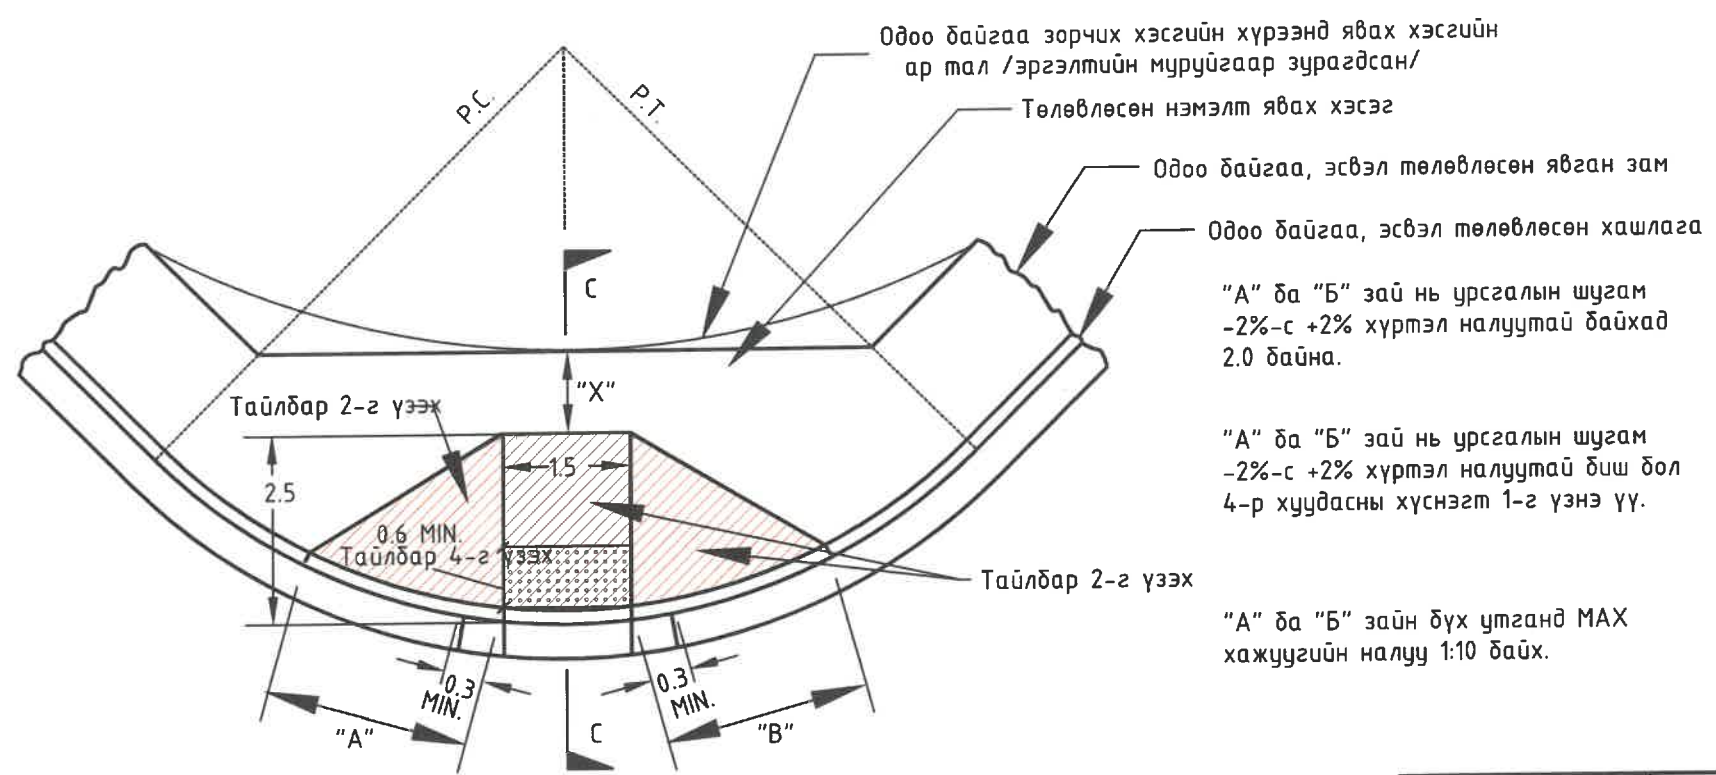 Одоо байгаа зорчих хэсгийн хүрээнд явах хэсгийн
ар тал /эргэлтийн муруйгаар зурагдсан/
P.C.
P.T.
Төлөвлөсөн нэмэлт явах хэсэг
Одоо байгаа, эсвэл төлөвлөсөн явган зам
Одоо байгаа, эсвэл төлөвлөсөн хашлага
C
"А" ба "Б" зай нь урсгалын шугам
-2%-с +2% хүртэл налуутай байхад
2.0 байна.
"X"
Тайлбар 2-г үзэх
"А" ба "Б" зай нь урсгалын шугам
-2%-с +2% хүртэл налуутай биш бол
4-р хуудасны хүснэгт 1-г үзнэ үү.
1.5
2.5
0.6 MIN.
Тайлбар 4-г үзэх
Тайлбар 2-г үзэх
"А" ба "Б" зайн бүх утганд MAX
хажуугийн налуу 1:10 байх.
0.3
MIN.
0.3
MIN.
"A"
C
"B"